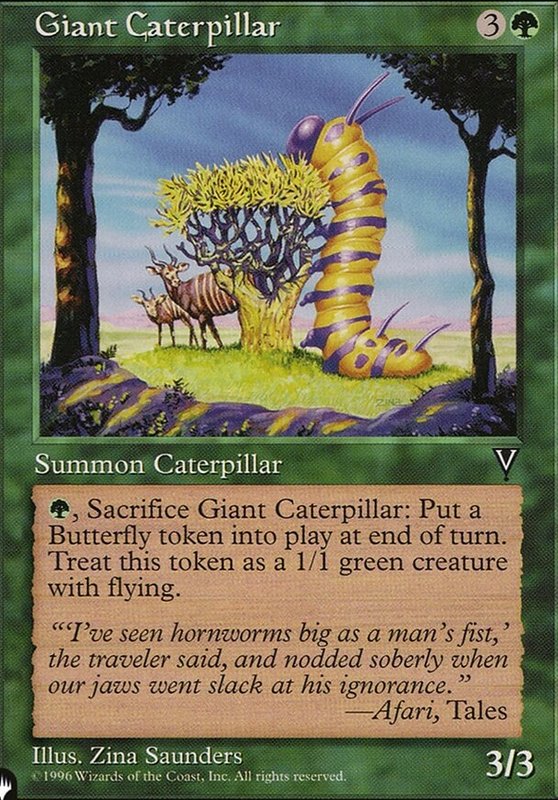 Giant Caterpillar 3
ZINA
Summon Caterpillar V
, Sacrifice Giant Caterpillar: Put a
Butterfly token into play at end of turn.
Treat this token as a 1/1 green creature
with flying.
“‘I’ve seen hornworms big as a man’s fist,’
the traveler said, and nodded soberly when
our jaws went slack at his ignorance.”
—Afari, Tales
Illus. Zina Saunders
©1996 Wizards of the Coast, Inc. All rights reserved.
3/3